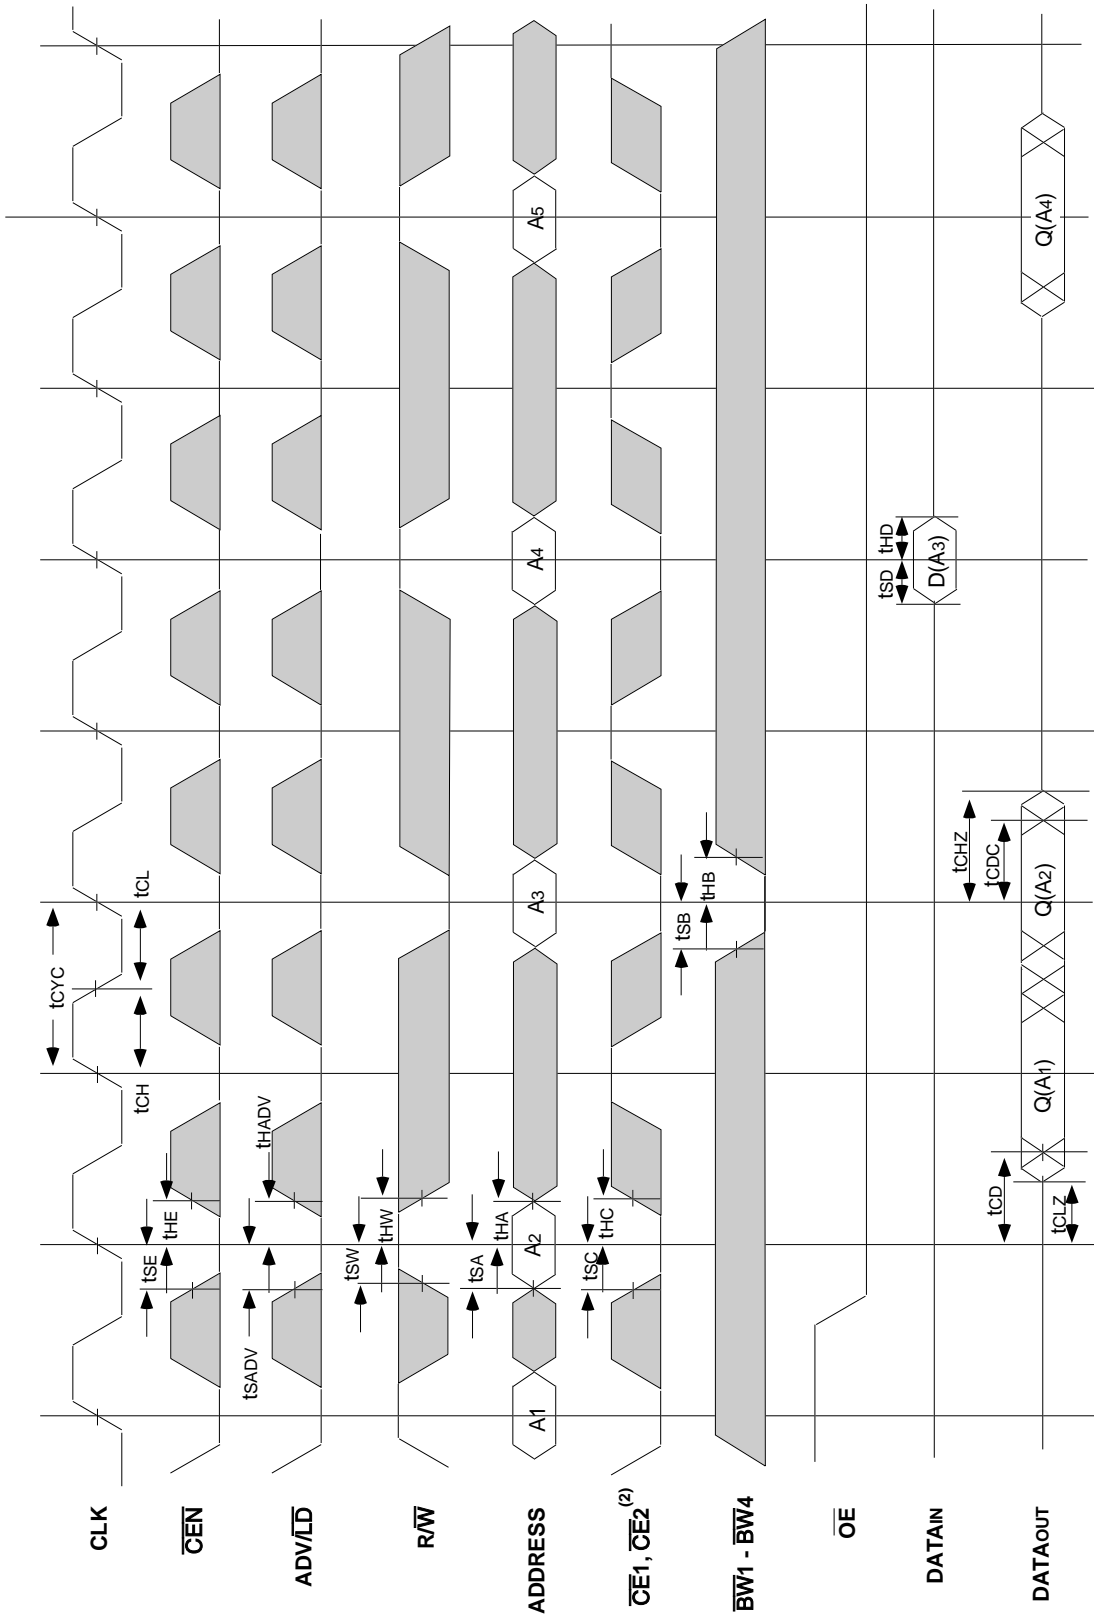 CLK
tCYC
tCH
tCL
CEN
tSE
tHE
ADV/LD
tSADV
tHADV
R/W
tSW
tHW
ADDRESS
A1
A2
A3
A4
A5
tSA
tHA
CE1, CE2(2)
tSC
tHC
BW1 - BW4
tSB
tHB
OE
DATAIN
D(A3)
tSD
tHD
DATAOUT
Q(A1)
Q(A2)
Q(A4)
tCD
tCLZ
tCHZ
tCDC